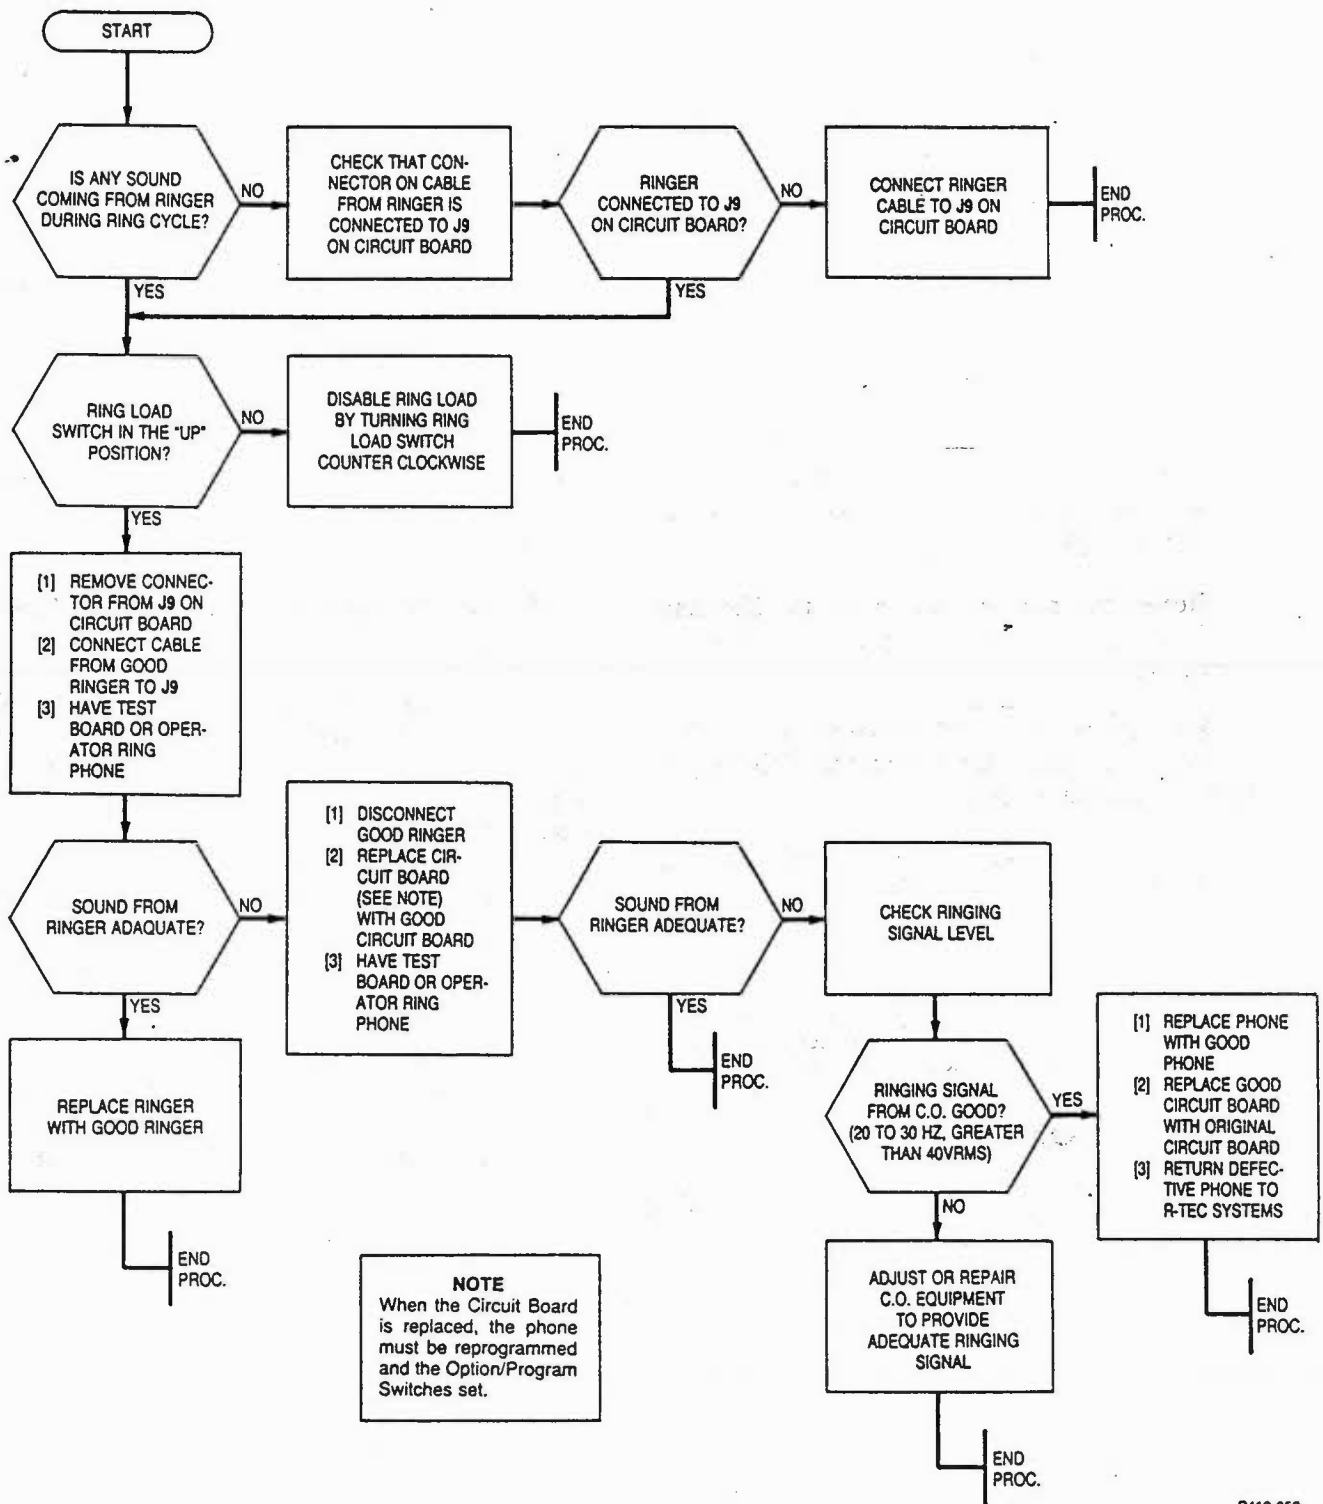 START
IS ANY SOUND
COMING FROM RINGER
DURING RING CYCLE?
NO
CHECK THAT CON-
NECTOR ON CABLE
FROM RINGER IS
CONNECTED TO J9
ON CIRCUIT BOARD
RINGER
CONNECTED TO J9
ON CIRCUIT BOARD?
NO
CONNECT RINGER
CABLE TO J9 ON
CIRCUIT BOARD
END
PROC.
YES
YES
RING LOAD
SWITCH IN THE "UP"
POSITION?
NO
DISABLE RING LOAD
BY TURNING RING
LOAD SWITCH
COUNTER CLOCKWISE
END
PROC.
YES
[1] REMOVE CONNEC-
TOR FROM J9 ON
CIRCUIT BOARD
[2] CONNECT CABLE
FROM GOOD
RINGER TO J9
[3] HAVE TEST
BOARD OR OPER-
ATOR RING
PHONE
SOUND FROM
RINGER ADAQUATE?
NO
[1] DISCONNECT
GOOD RINGER
[2] REPLACE CIR-
CUIT BOARD
(SEE NOTE)
WITH GOOD
CIRCUIT BOARD
[3] HAVE TEST
BOARD OR OPER-
ATOR RING
PHONE
SOUND FROM
RINGER ADEQUATE?
NO
CHECK RINGING
SIGNAL LEVEL
YES
REPLACE RINGER
WITH GOOD RINGER
END
PROC.
YES
END
PROC.
RINGING SIGNAL
FROM C.O. GOOD?
(20 TO 30 HZ, GREATER
THAN 40VRMS)
YES
[1] REPLACE PHONE
WITH GOOD
PHONE
[2] REPLACE GOOD
CIRCUIT BOARD
WITH ORIGINAL
CIRCUIT BOARD
[3] RETURN DEFEC-
TIVE PHONE TO
R-TEC SYSTEMS
END
PROC.
NO
ADJUST OR REPAIR
C.O. EQUIPMENT
TO PROVIDE
ADEQUATE RINGING
SIGNAL
END
PROC.
NOTE
When the Circuit Board
is replaced, the phone
must be reprogrammed
and the Option/Program
Switches set.